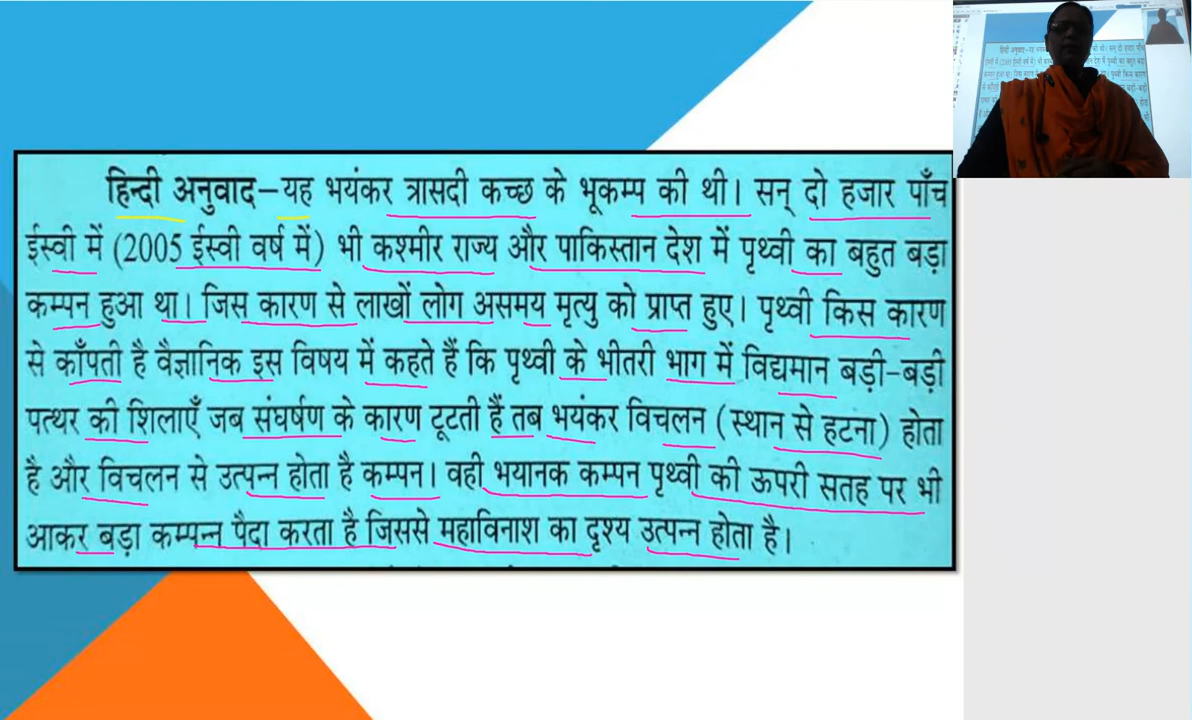 हिन्दी अनुवाद–यह भयंकर त्रासदी कच्छ के भूकम्प की थी। सन् दो हजार पाँच
ईस्वी में (2005 ईस्वी वर्ष में) भी कश्मीर राज्य और पाकिस्तान देश में पृथ्वी का बहुत बड़ा
कम्पन हुआ था। जिस कारण से लाखों लोग असमय मृत्यु को प्राप्त हुए। पृथ्वी किस कारण
से काँपती है वैज्ञानिक इस विषय में कहते हैं कि पृथ्वी के भीतरी भाग में विद्यमान बड़ी-बड़ी
पत्थर की शिलाएँ जब संघर्षण के कारण टूटती हैं तब भयंकर विचलन (स्थान से हटना) होता
है और विचलन से उत्पन्न होता है कम्पन। वही भयानक कम्पन पृथ्वी की ऊपरी सतह पर भी
आकर बड़ा कम्पन्न पैदा करता है जिससे महाविनाश का दृश्य उत्पन्न होता है।